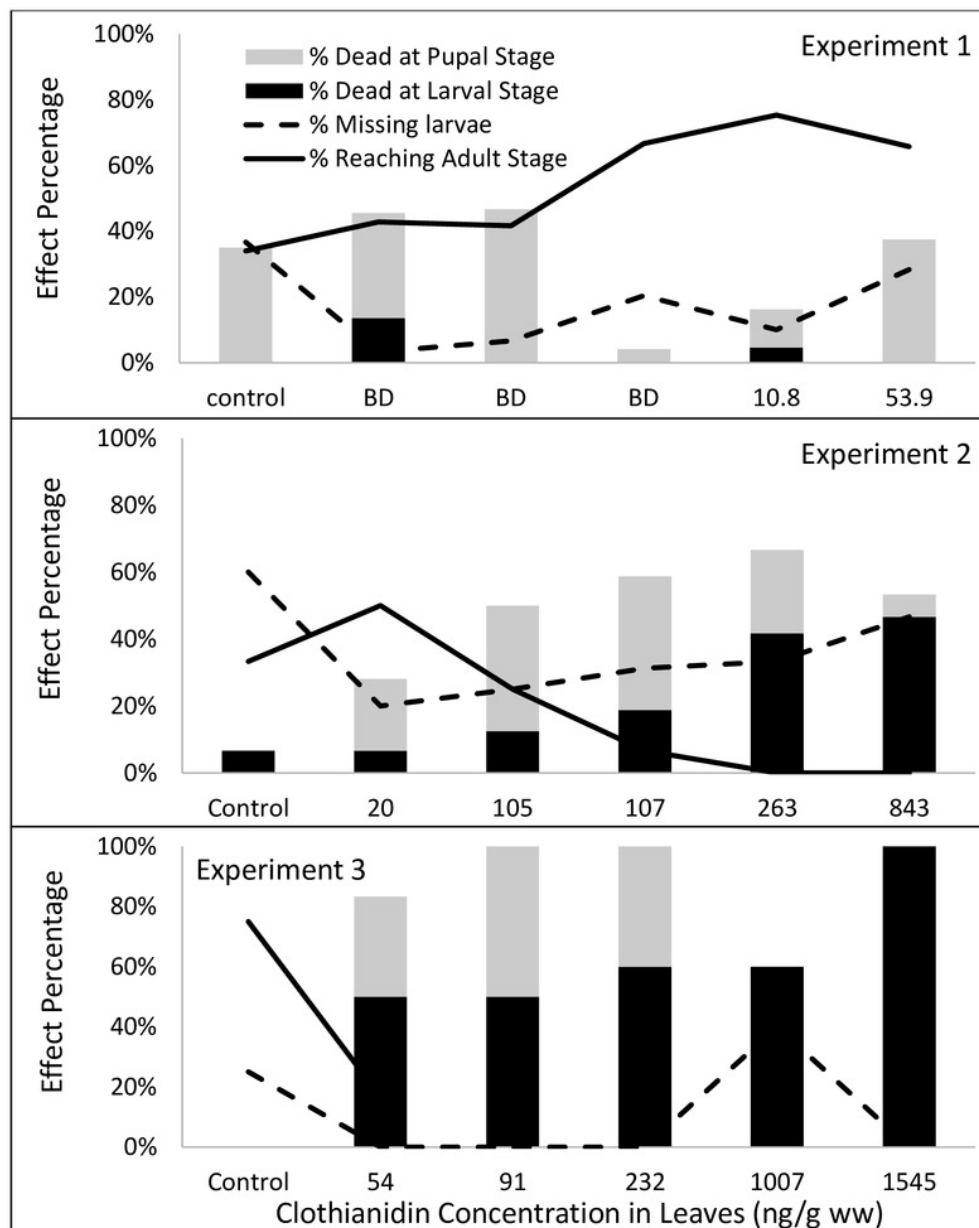 100%
Experiment 1
% Dead at Pupal Stage
80%
% Dead at Larval Stage
% Missing larvae
60%
% Reaching Adult Stage
40%
20%
0%
Effect Percentage
control BD BD BD 10.8 53.9
100%
Experiment 2
80%
60%
40%
20%
0%
Effect Percentage
Control 20 105 107 263 843
100%
Experiment 3
80%
60%
40%
20%
0%
Effect Percentage
Control 54 91 232 1007 1545
Clothianidin Concentration in Leaves (ng/g ww)